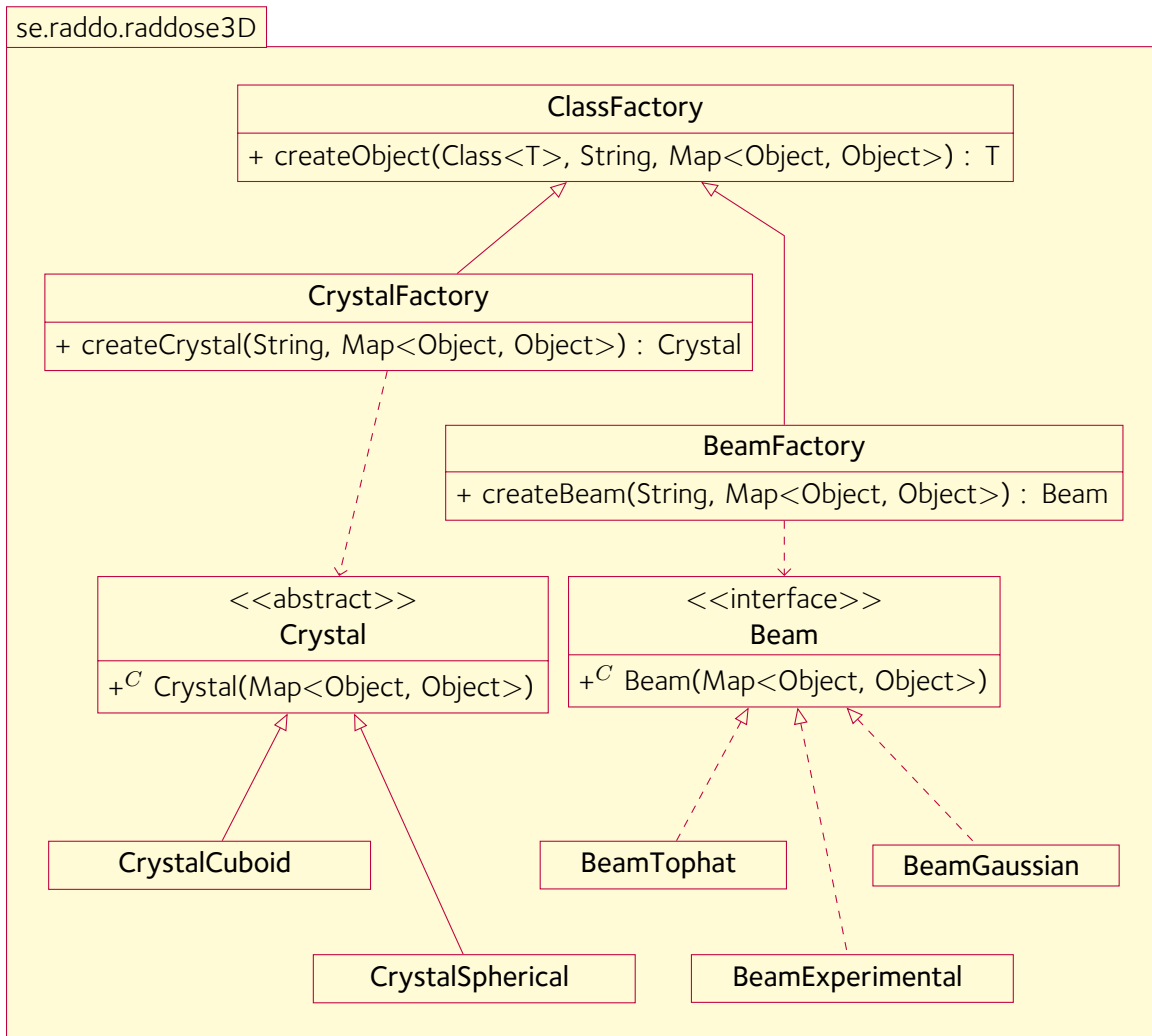 se.raddo.raddose3D
ClassFactory
+ createObject(Class<T>, String, Map<Object, Object>) : T
CrystalFactory
+ createCrystal(String, Map<Object, Object>) : Crystal
BeamFactory
+ createBeam(String, Map<Object, Object>) : Beam
<<abstract>>
Crystal
+C Crystal(Map<Object, Object>)
<<interface>>
Beam
+C Beam(Map<Object, Object>)
CrystalCuboid
BeamTophat
BeamGaussian
CrystalSpherical
BeamExperimental